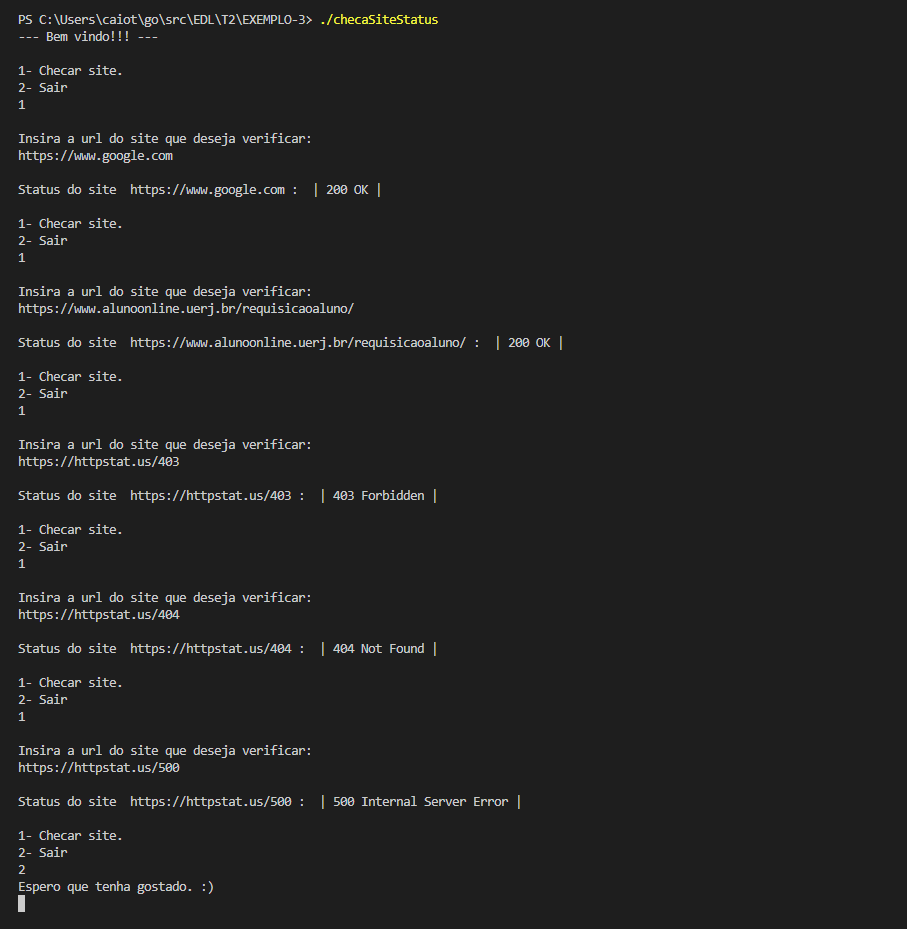 PS C:\Users\caiot\go\src\EDL\T2\EXEMPLO-3> ./checaSiteStatus
--- Bem vindo!!! ---
1- Checar site.
2- Sair
1
Insira a url do site que deseja verificar:
https://www.google.com
Status do site  https://www.google.com :  | 200 OK |
1- Checar site.
2- Sair
1
Insira a url do site que deseja verificar:
https://www.alunoonline.uerj.br/requisicaoaluno/
Status do site  https://www.alunoonline.uerj.br/requisicaoaluno/ :  | 200 OK |
1- Checar site.
2- Sair
1
Insira a url do site que deseja verificar:
https://httpstat.us/403
Status do site  https://httpstat.us/403 :  | 403 Forbidden |
1- Checar site.
2- Sair
1
Insira a url do site que deseja verificar:
https://httpstat.us/404
Status do site  https://httpstat.us/404 :  | 404 Not Found |
1- Checar site.
2- Sair
1
Insira a url do site que deseja verificar:
https://httpstat.us/500
Status do site  https://httpstat.us/500 :  | 500 Internal Server Error |
1- Checar site.
2- Sair
2
Espero que tenha gostado. :)